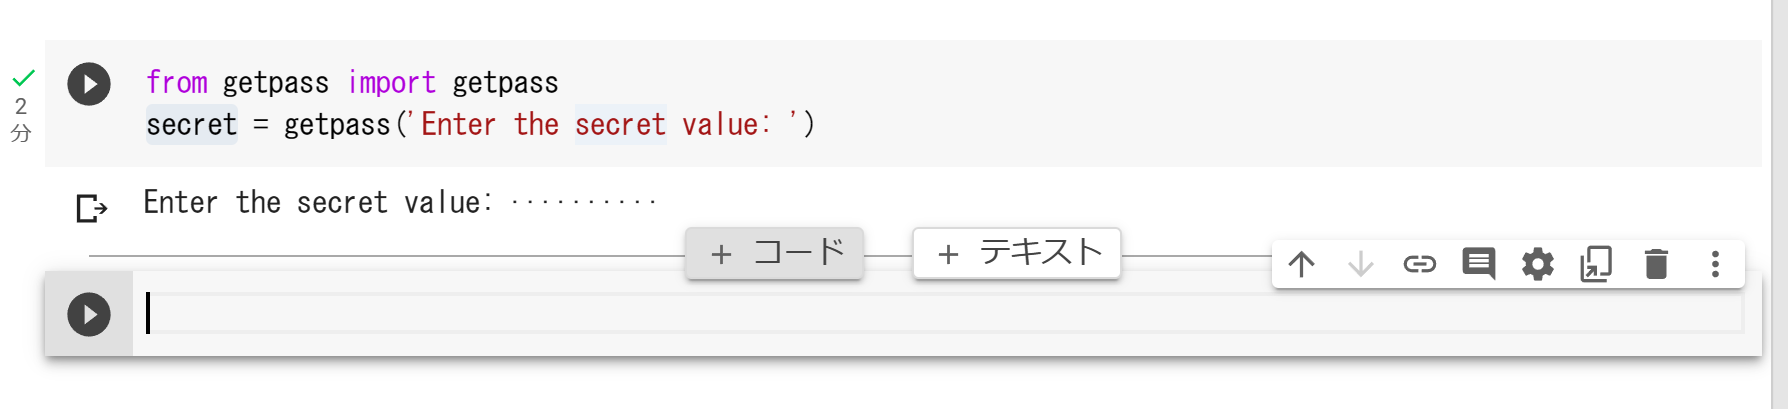 from getpass import getpass
secret = getpass('Enter the secret value: ')
2
分
Enter the secret value: ··········
+ コード
+ テキスト